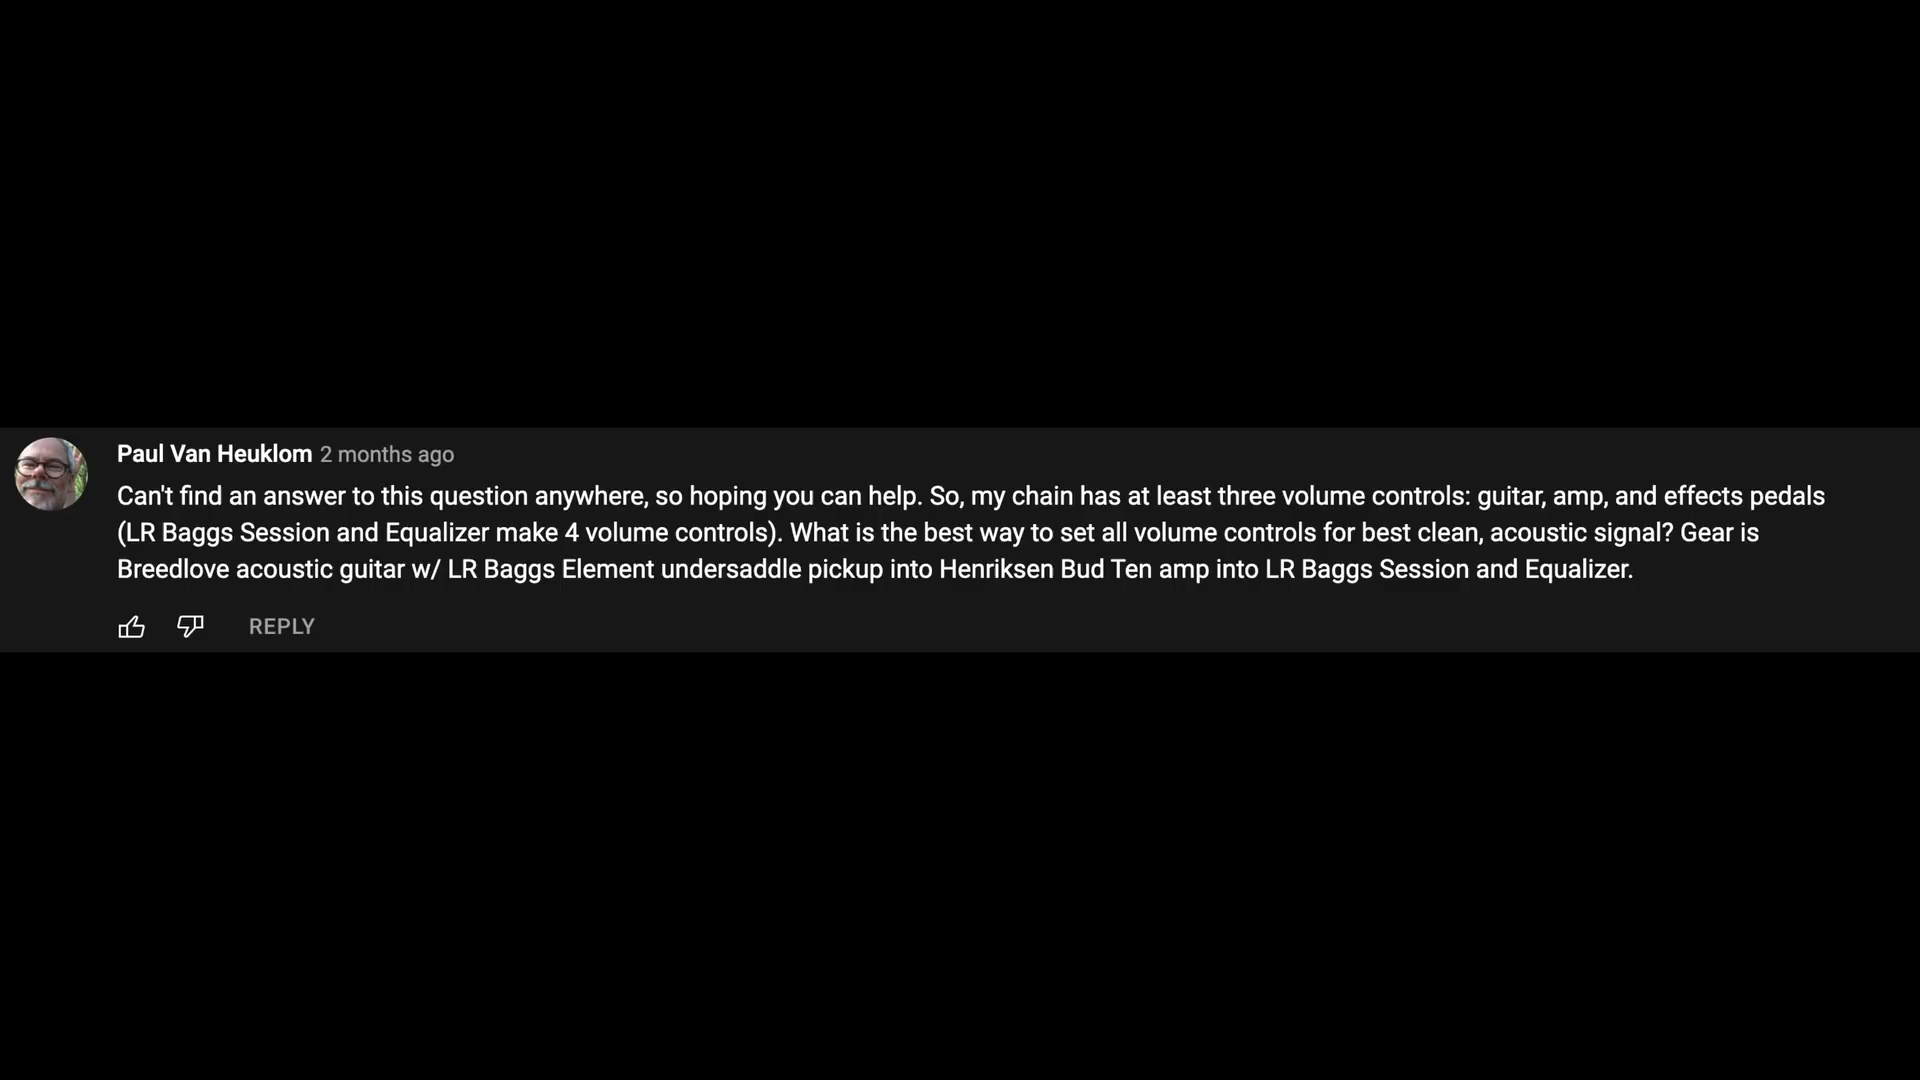 Paul Van Heuklom 2 months ago
Can't find an answer to this question anywhere, so hoping you can help. So, my chain has at least three volume controls: guitar, amp, and effects pedals
(LR Baggs Session and Equalizer make 4 volume controls). What is the best way to set all volume controls for best clean, acoustic signal? Gear is
Breedlove acoustic guitar w/ LR Baggs Element undersaddle pickup into Henriksen Bud Ten amp into LR Baggs Session and Equalizer.
REPLY